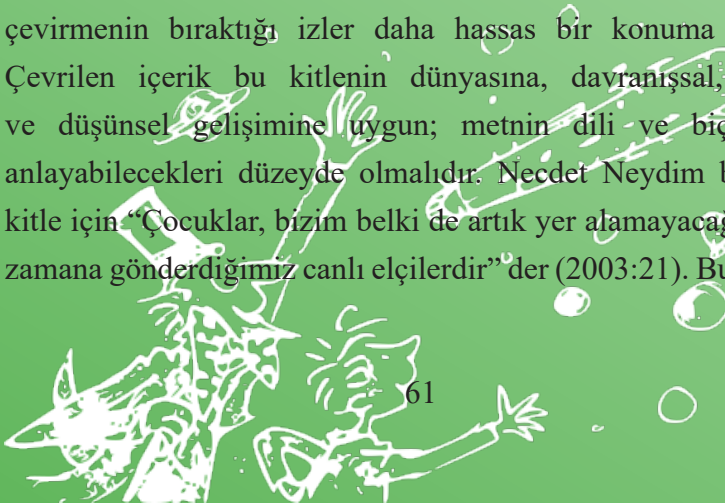 çevirmenin bıraktığı izler daha hassas bir konuma
Çevrilen içerik bu kitlenin dünyasına, davranışsal,
ve düşünsel gelişimine uygun; metnin dili ve
anlayabilecekleri düzeyde olmalıdır. Necdet Neydim
kitle için “Çocuklar, bizim belki de artık yer
zamana gönderdiğimiz canlı elçilerdir” der (2003:21). Bu
61